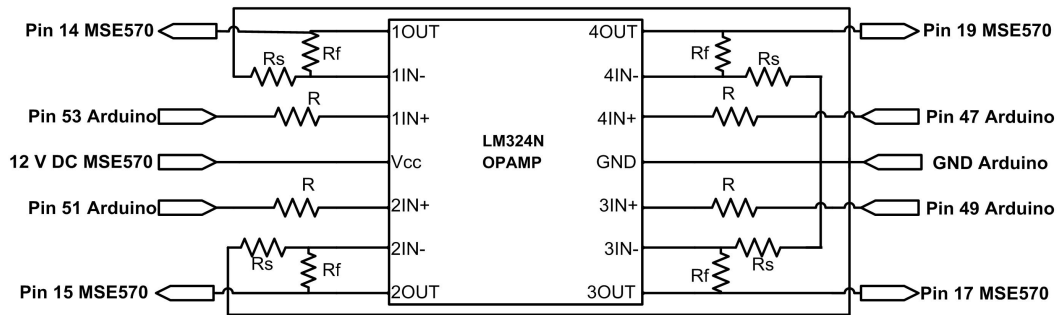 Pin 14 MSE570
1OUT
4OUT
Pin 19 MSE570
Rs
Rf
1IN-
4IN-
Rf
Rs
Pin 53 Arduino
R
1IN+
4IN+
R
Pin 47 Arduino
LM324N
OPAMP
12 V DC MSE570
Vcc
GND
GND Arduino
Pin 51 Arduino
R
2IN+
3IN+
R
Pin 49 Arduino
Rs
2IN-
3IN-
Rs
Rf
Rf
Pin 15 MSE570
2OUT
3OUT
Pin 17 MSE570